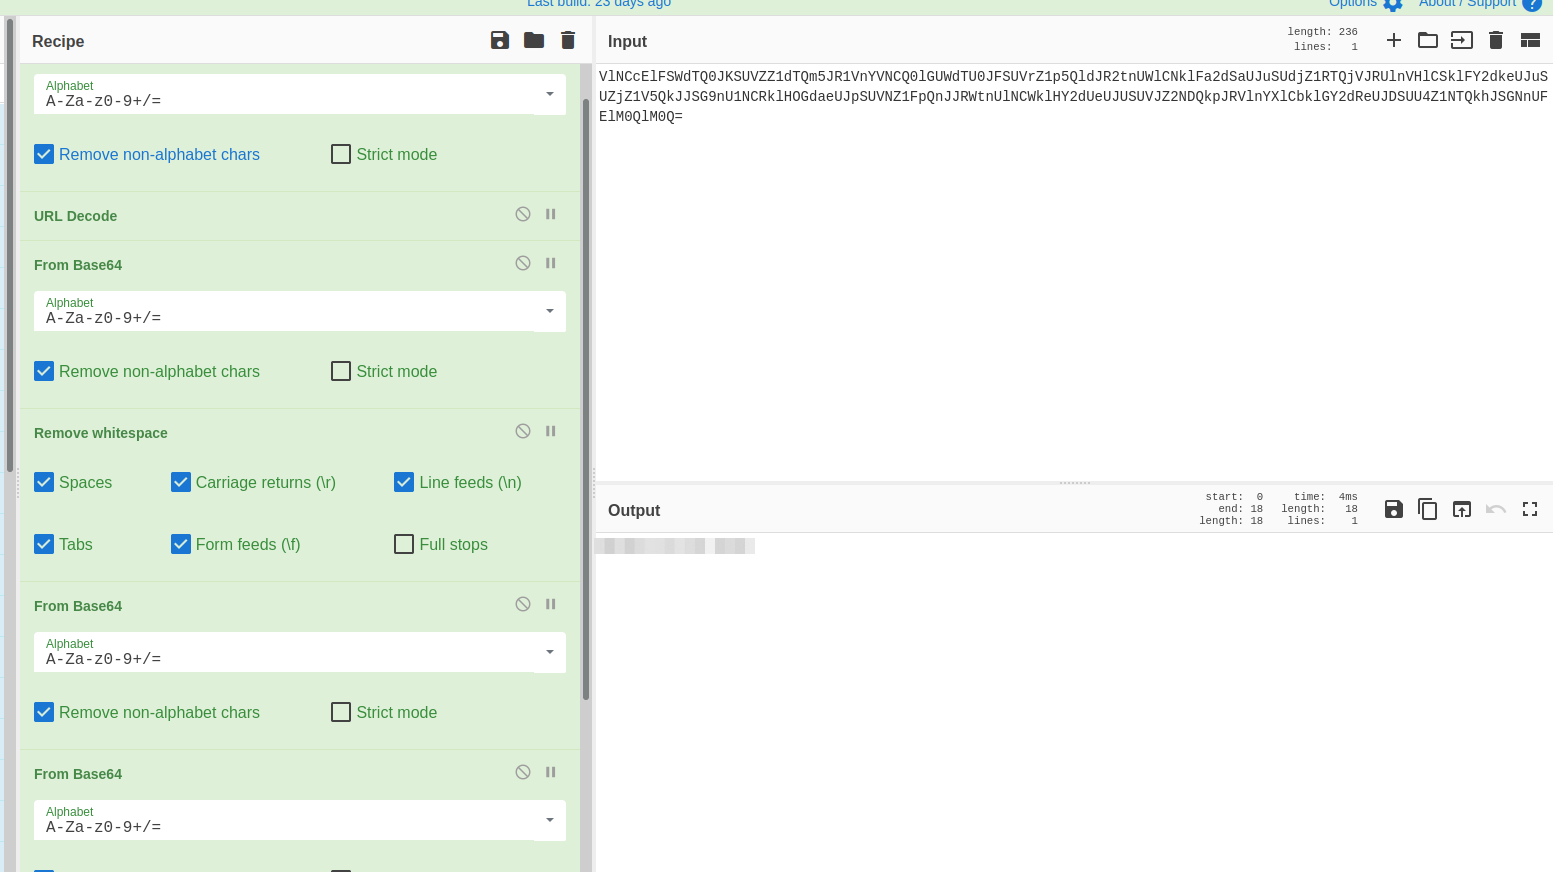 Last build: 23 days ago
Options
About / Support
Recipe
Alphabet
A-Za-z0-9+/=
Remove non-alphabet chars
Strict mode
URL Decode
From Base64
Alphabet
A-Za-z0-9+/=
Remove non-alphabet chars
Strict mode
Remove whitespace
Spaces
Carriage returns (\r)
Line feeds (\n)
Tabs
Form feeds (\f)
Full stops
From Base64
Alphabet
A-Za-z0-9+/=
Remove non-alphabet chars
Strict mode
From Base64
Alphabet
A-Za-z0-9+/=
Input
length: 236
lines: 1
VlNCcElFSWdTQ0JKSUVZZ1dTQm5JR1VnYVNCQ0lGUWdTU0JFSUVrZ1p5QldJR2tnUWlCNklFa2dSaUJuSUdjZ1RTQjVJRUlnVHlCSklFY2dkeUJuSUZjZ1V5QkJJSG9nU1NCRklHOGdaeUJpSUVNZ1FpQnJJRWtnUlNCWklHY2dUeUJUSUVJZ2NDQkpJRVlnYXlCbklGY2dReUJDSUU4Z1NTQkhJSGNnUFElM0QlM0Q=
Output
start: 0
end: 18
length: 18
time: 4ms
length: 18
lines: 1